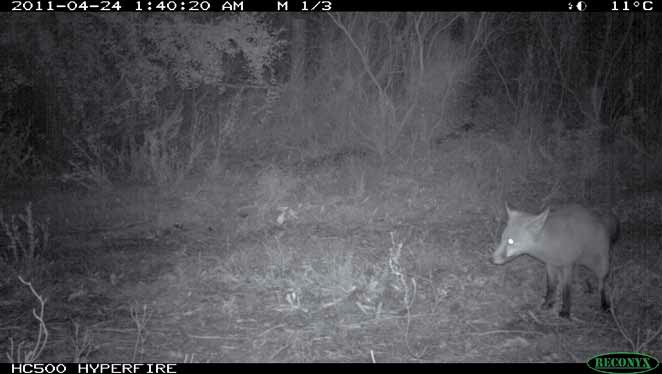 2011-04-24 1:40:20 AM M 1/3 11°C
HC500 HYPERFIRE
RECONYX